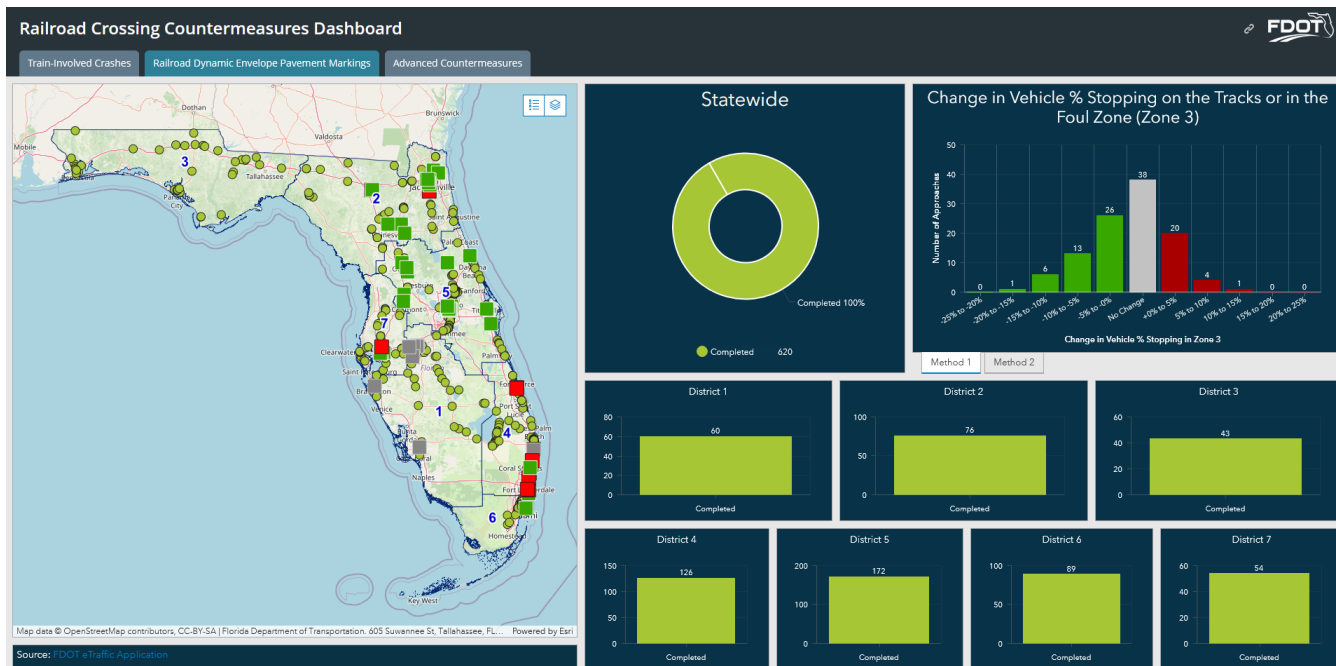 Railroad Crossing Countermeasures Dashboard
FDOT
Train-Involved Crashes
Railroad Dynamic Envelope Pavement Markings
Advanced Countermeasures
Dothan
Brunswick
Valdosta
Mobile
3
Tallahassee
2
City
Saint Augustine
Palm Coast
5
Sanford
7
Clearwater
Venice
1
4
Naples
6
Homestead
Key West
Map data © OpenStreetMap contributors, CC-BY-SA | Florida Department of Transportation. 605 Suwannee St, Tallahassee, FL...
Powered by Esri
Source: FDOT eTraffic Application
Statewide
Completed 100%
Completed 620
Change in Vehicle % Stopping on the Tracks or in the
Foul Zone (Zone 3)
Number of Approaches
50
40
30
20
10
0
0
1
6
13
26
38
20
4
1
0
0
-25% to -20%
-20% to -15%
-15% to -10%
-10% to -5%
-5% to -0%
No Change
+0% to 5%
5% to 10%
10% to 15%
15% to 20%
20% to 25%
Change in Vehicle % Stopping in Zone 3
Method 1
Method 2
District 1
80
60
40
20
0
60
Completed
District 2
100
50
0
76
Completed
District 3
60
40
20
0
43
Completed
District 4
150
100
50
0
126
Completed
District 5
200
100
0
172
Completed
District 6
100
50
0
89
Completed
District 7
60
40
20
0
54
Completed